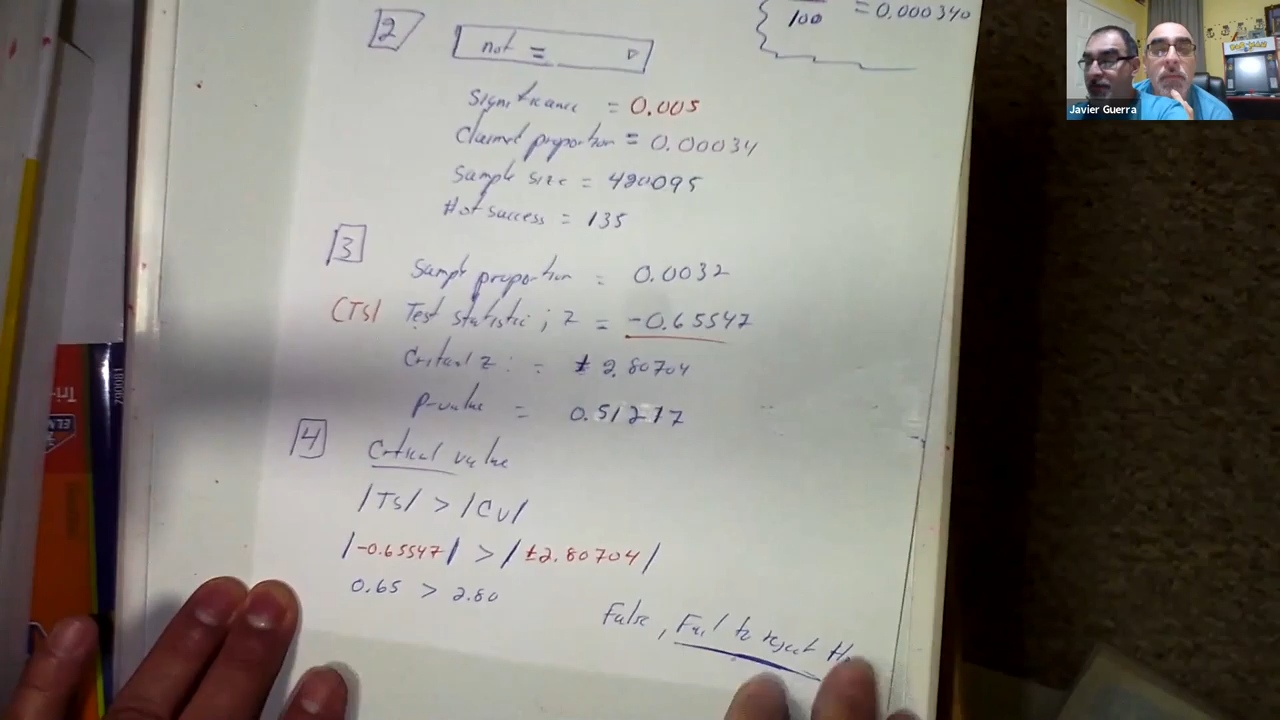 2
not =
100
= 0.000340
Significance = 0.005
Claimed proportion = 0.00034
Sample size = 420095
# of success = 135
3
Sample proportion = 0.0032
(TS) Test statistic; z = -0.65547
Critical z: = ± 2.80704
p-value = 0.51217
4
Critical value
|TS| > |CV|
|-0.65547| > |±2.80704|
0.65 > 2.80
False, Fail to reject H
Javier Guerra